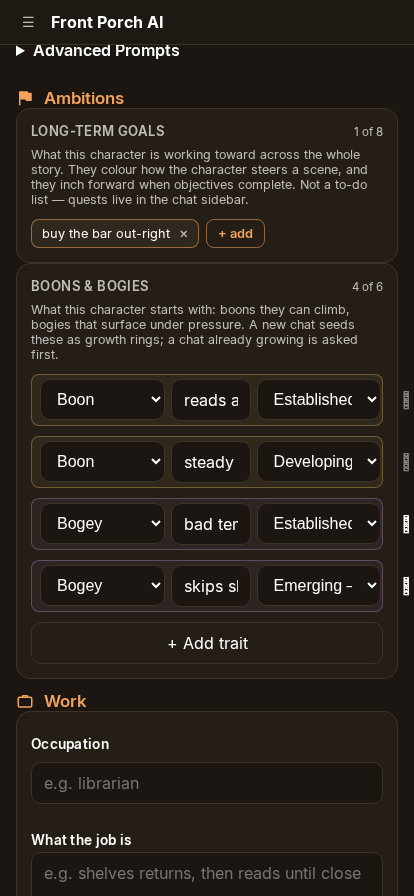 Front Porch AI
Advanced Prompts
Ambitions
LONG-TERM GOALS 1 of 8
What this character is working toward across the whole
story. They colour how the character steers a scene, and
they inch forward when objectives complete. Not a to-do
list — quests live in the chat sidebar.
buy the bar out-right × + add
BOONS & BOGIES 4 of 6
What this character starts with: boons they can climb,
bogies that surface under pressure. A new chat seeds
these as growth rings; a chat already growing is asked
first.
Boon reads a Established
Boon steady Developing
Bogey bad ter Established
Bogey skips sl Emerging –
+ Add trait
Work
Occupation
e.g. librarian
What the job is
e.g. shelves returns, then reads until close